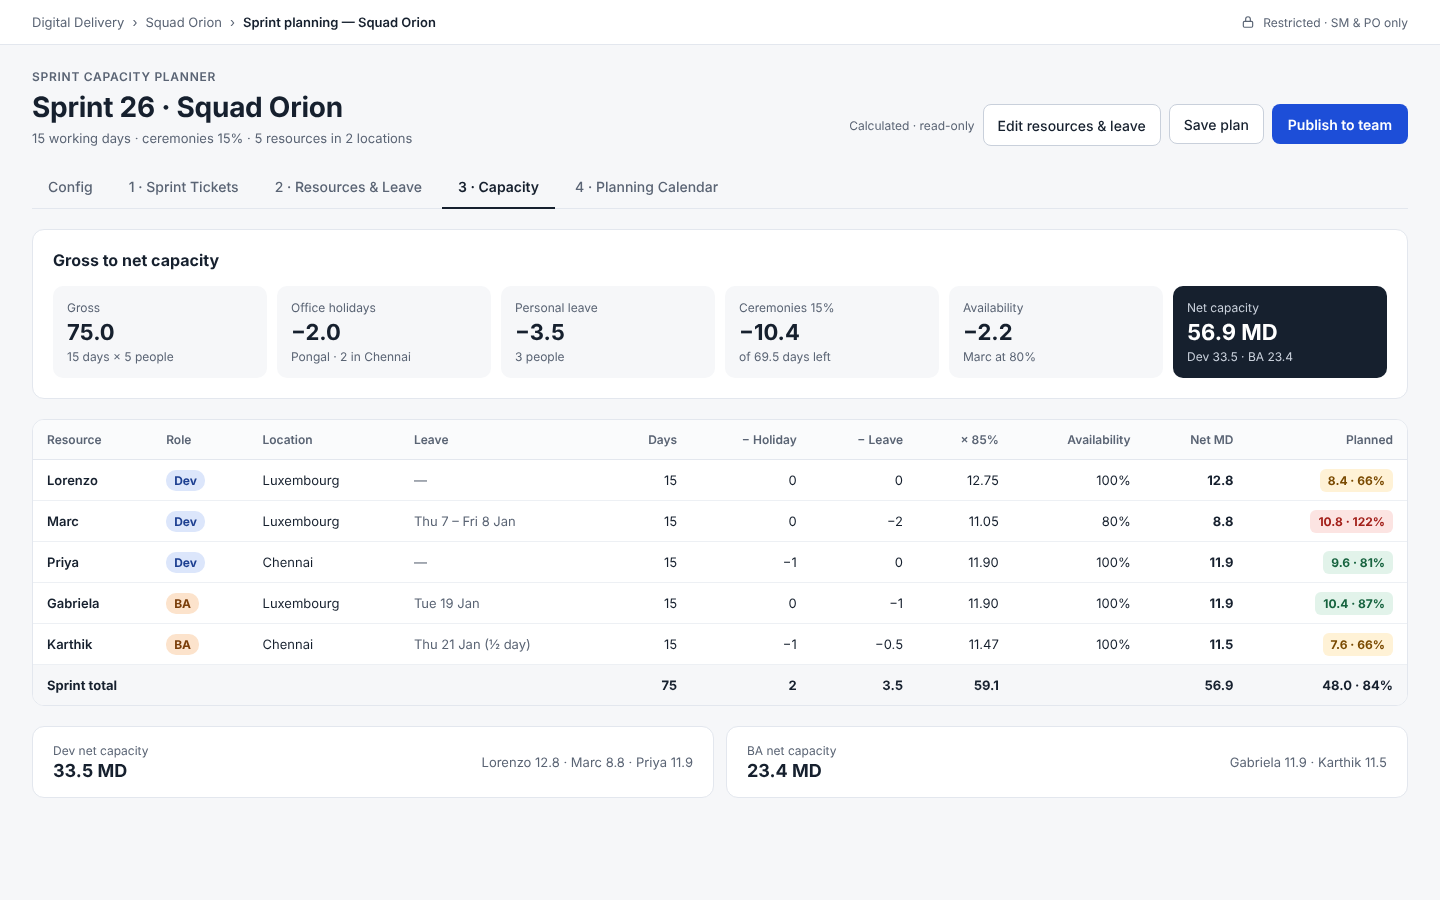 Digital Delivery › Squad Orion › Sprint planning — Squad Orion
Restricted · SM & PO only
SPRINT CAPACITY PLANNER
Sprint 26 · Squad Orion
15 working days · ceremonies 15% · 5 resources in 2 locations
Calculated · read-only
Edit resources & leave
Save plan
Publish to team
Config
1 · Sprint Tickets
2 · Resources & Leave
3 · Capacity
4 · Planning Calendar
Gross to net capacity
Gross
75.0
15 days × 5 people
Office holidays
−2.0
Pongal · 2 in Chennai
Personal leave
−3.5
3 people
Ceremonies 15%
−10.4
of 69.5 days left
Availability
−2.2
Marc at 80%
Net capacity
56.9 MD
Dev 33.5 · BA 23.4
Resource Role Location Leave Days − Holiday − Leave × 85% Availability Net MD Planned
Lorenzo Dev Luxembourg — 15 0 0 12.75 100% 12.8 8.4 · 66%
Marc Dev Luxembourg Thu 7 – Fri 8 Jan 15 0 −2 11.05 80% 8.8 10.8 · 122%
Priya Dev Chennai — 15 −1 0 11.90 100% 11.9 9.6 · 81%
Gabriela BA Luxembourg Tue 19 Jan 15 0 −1 11.90 100% 11.9 10.4 · 87%
Karthik BA Chennai Thu 21 Jan (½ day) 15 −1 −0.5 11.47 100% 11.5 7.6 · 66%
Sprint total 75 2 3.5 59.1 56.9 48.0 · 84%
Dev net capacity
33.5 MD
Lorenzo 12.8 · Marc 8.8 · Priya 11.9
BA net capacity
23.4 MD
Gabriela 11.9 · Karthik 11.5